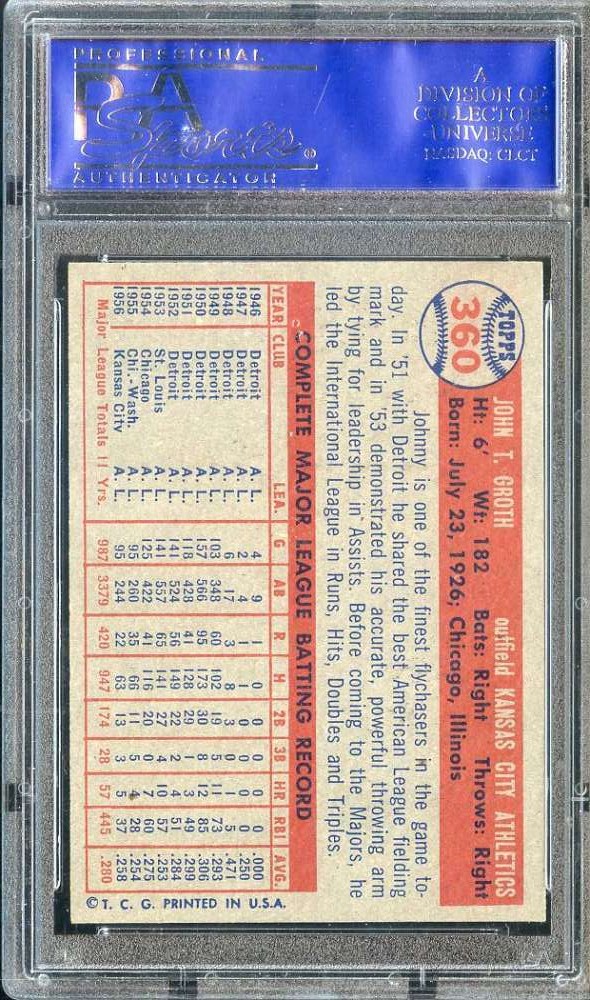 PROFESSIONAL
PSA
Sports®
AUTHENTICATOR
A
DIVISION OF
COLLECTORS
UNIVERSE
NASDAQ: CLCT
TOPPS
360
JOHN T. GROTH outfield KANSAS CITY ATHLETICS
Ht: 6' Wt: 182 Bats: Right Throws: Right
Born: July 23, 1926; Chicago, Illinois
Johnny is one of the finest flychasers in the game to-
day. In '51 with Detroit he shared the best American League fielding
mark and in '53 demonstrated his accurate, powerful throwing arm
by tying for leadership in Assists. Before coming to the Majors, he
led the International League in Runs, Hits, Doubles and Triples.
COMPLETE MAJOR LEAGUE BATTING RECORD
YEAR CLUB LEA. G AB R H 2B 3B HR RBI AVG.
1946 Detroit A. L. 4 9 1 0 0 0 0 0 .000
1947 Detroit A. L. 2 4 1 1 0 0 0 0 .250
1948 Detroit A. L. 6 17 3 8 3 0 1 5 .471
1949 Detroit A. L. 103 348 60 102 19 5 11 73 .293
1950 Detroit A. L. 157 566 95 173 30 8 12 85 .306
1951 Detroit A. L. 118 428 41 128 29 1 3 49 .299
1952 Detroit A. L. 141 524 56 149 22 2 4 51 .284
1953 St. Louis A. L. 141 557 65 141 27 4 10 57 .253
1954 Chicago A. L. 125 422 41 116 20 0 7 60 .275
1955 Chi.-Wash. A. L. 95 260 35 66 11 5 4 28 .254
1956 Kansas City A. L. 95 244 22 63 13 3 5 37 .258
Major League Totals 11 Yrs. 987 3379 420 947 174 28 57 445 .280
© T. C. G. PRINTED IN U.S.A.